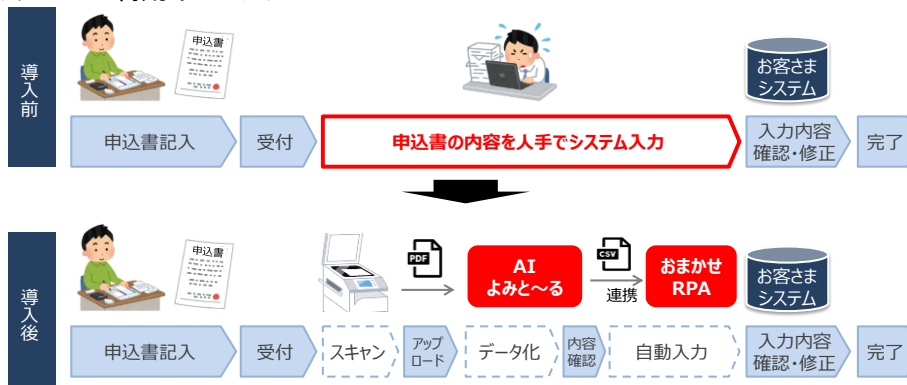 導入前
申込書
お客さま
システム
申込書記入
受付
申込書の内容を人手でシステム入力
入力内容
確認・修正
完了
導入後
申込書
PDF
AI
よみと～る
CSV
連携
おまかせ
RPA
お客さま
システム
申込書記入
受付
スキャン
アップ
ロード
データ化
内容
確認
自動入力
入力内容
確認・修正
完了